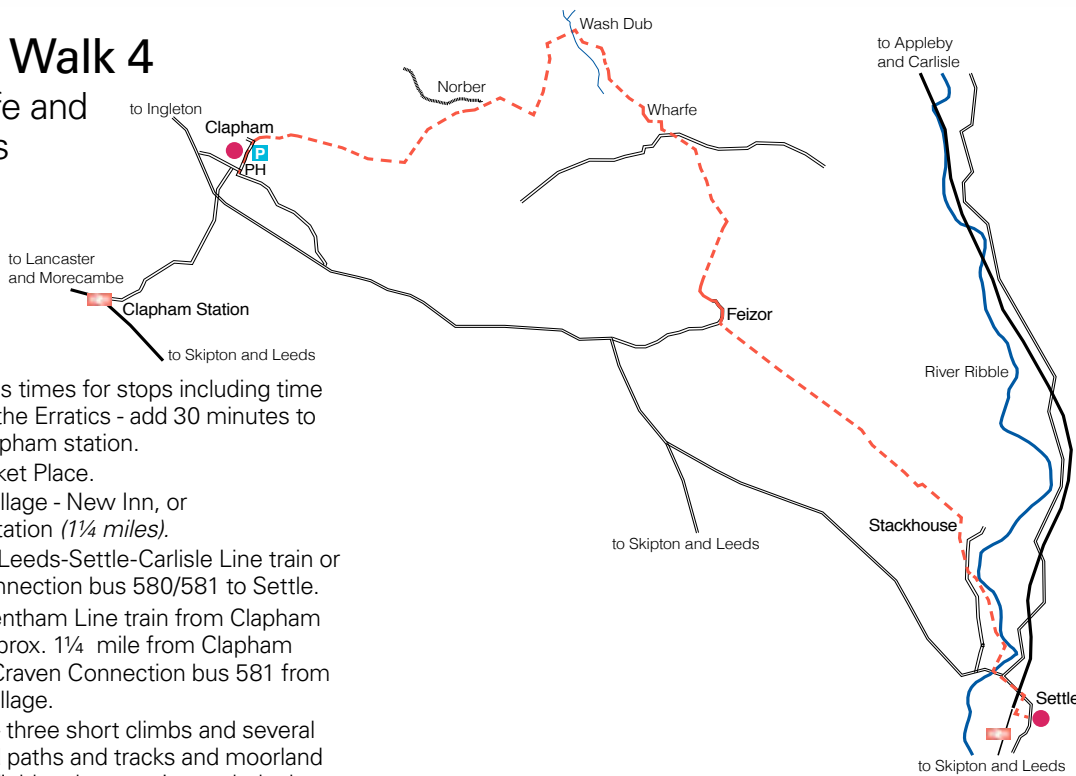 Walk 4
fe and
s
to Ingleton
Clapham
P
PH
Norber
Wash Dub
Wharfe
to Appleby
and Carlisle
to Lancaster
and Morecambe
Clapham Station
to Skipton and Leeds
Feizor
River Ribble
Stackhouse
to Skipton and Leeds
Settle
to Skipton and Leeds
s times for stops including time
the Erratics - add 30 minutes to
pham station.
ket Place.
llage - New Inn, or
tation (1¼ miles).
Leeds-Settle-Carlisle Line train or
nnection bus 580/581 to Settle.
entham Line train from Clapham
prox. 1¼ mile from Clapham
Craven Connection bus 581 from
llage.
three short climbs and several
paths and tracks and moorland